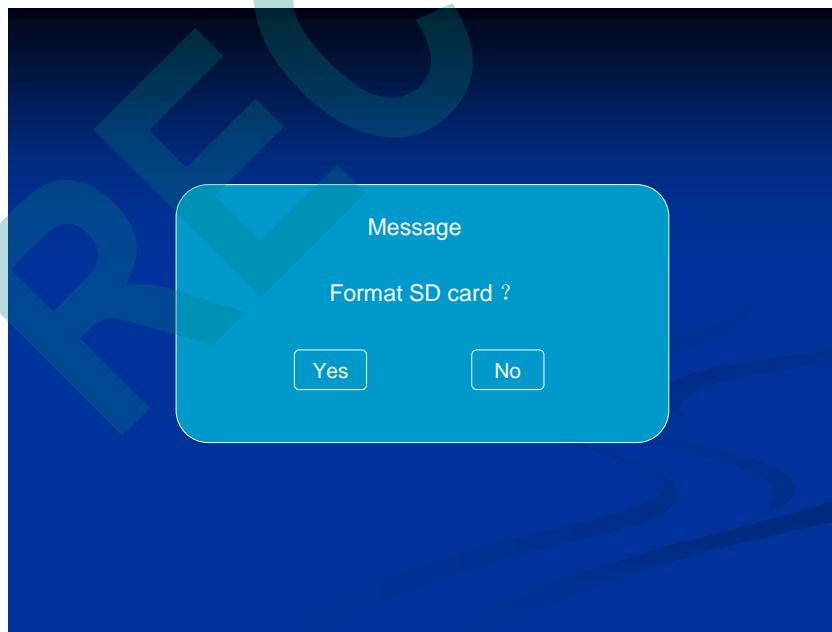 REC
Message
Format SD card ？
Yes No